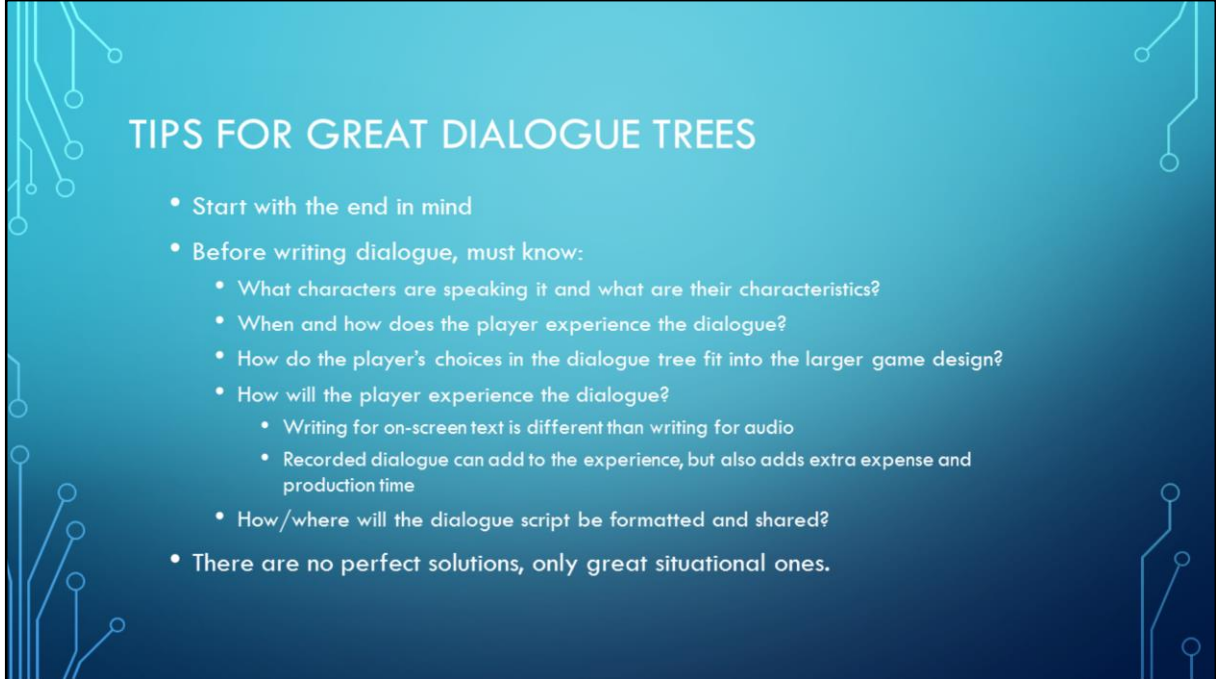 TIPS FOR GREAT DIALOGUE TREES
• Start with the end in mind
• Before writing dialogue, must know:
• What characters are speaking it and what are their characteristics?
• When and how does the player experience the dialogue?
• How do the player's choices in the dialogue tree fit into the larger game design?
• How will the player experience the dialogue?
• Writing for on-screen text is different than writing for audio
• Recorded dialogue can add to the experience, but also adds extra expense and
production time
• How/where will the dialogue script be formatted and shared?
• There are no perfect solutions, only great situational ones.